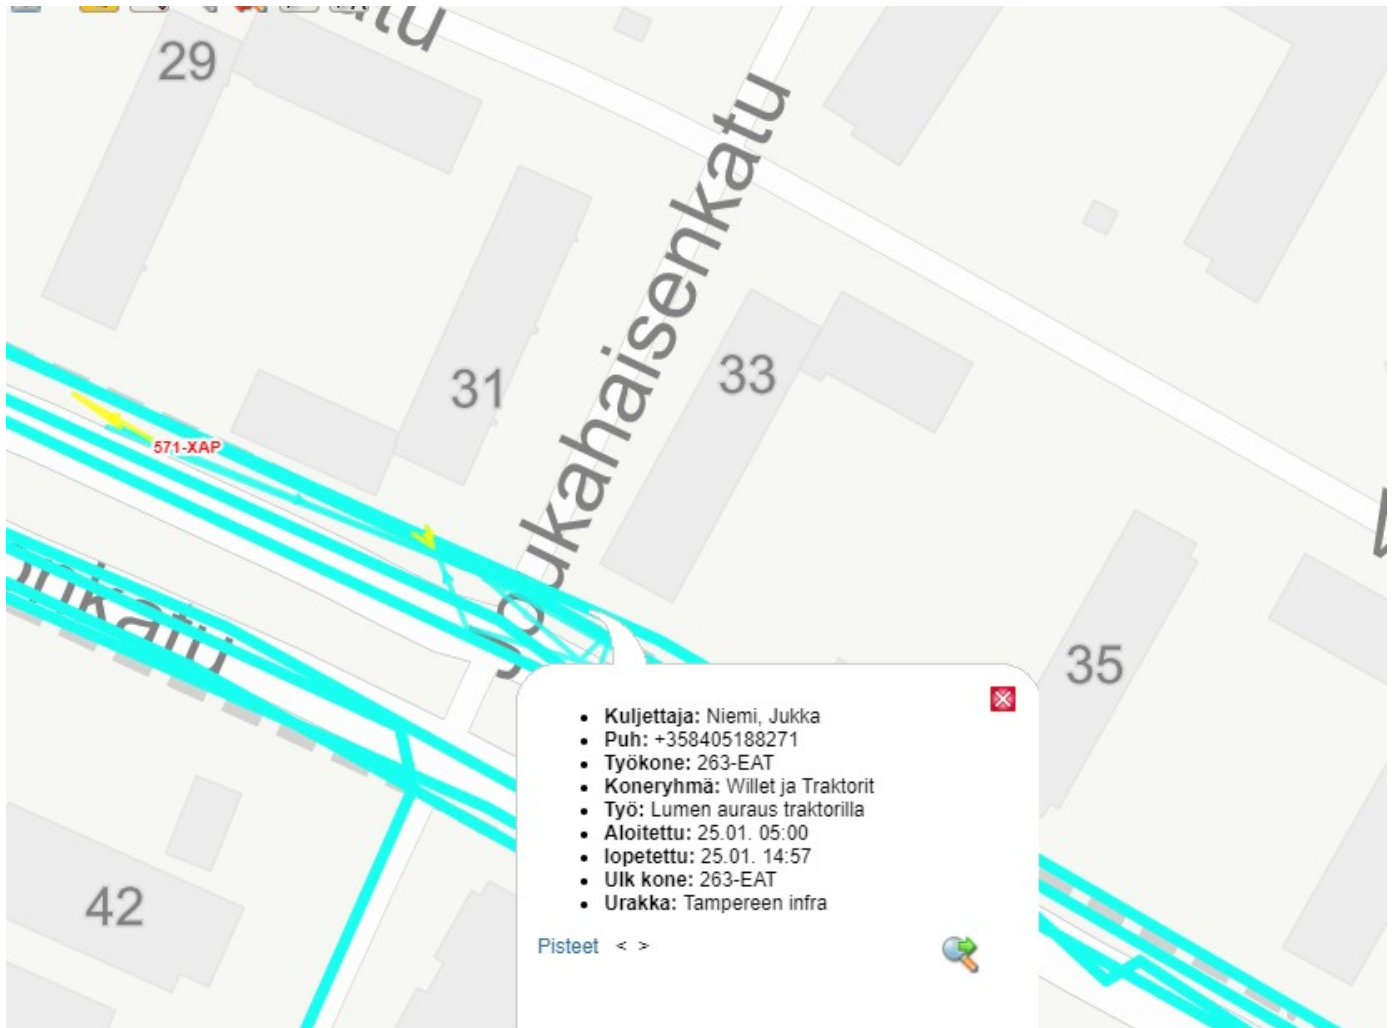 29
31
Joukahaisenkatu
33
571-XAP
35
42
Kuljettaja: Niemi, Jukka
Puh: +358405188271
Työkone: 263-EAT
Koneryhmä: Willet ja Traktorit
Työ: Lumen auraus traktorilla
Aloitettu: 25.01. 05:00
lopetettu: 25.01. 14:57
Ulk kone: 263-EAT
Urakka: Tampereen infra
Pisteet < >